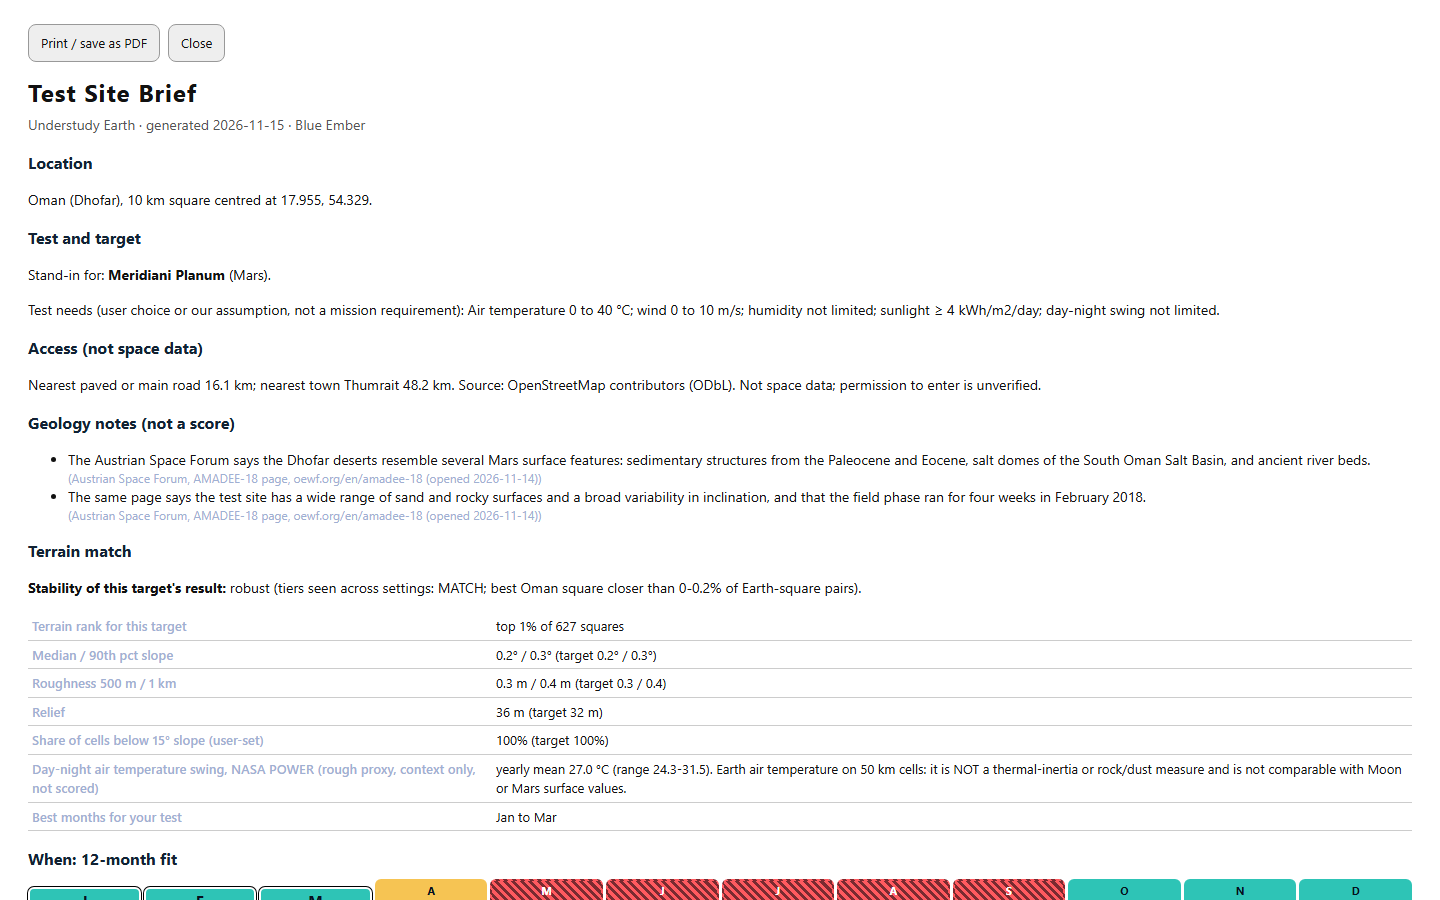 Print / save as PDF
Close
Test Site Brief
Understudy Earth · generated 2026-11-15 · Blue Ember
Location
Oman (Dhofar), 10 km square centred at 17.955, 54.329.
Test and target
Stand-in for: Meridiani Planum (Mars).
Test needs (user choice or our assumption, not a mission requirement): Air temperature 0 to 40 °C; wind 0 to 10 m/s; humidity not limited; sunlight ≥ 4 kWh/m2/day; day-night swing not limited.
Access (not space data)
Nearest paved or main road 16.1 km; nearest town Thumrait 48.2 km. Source: OpenStreetMap contributors (ODbL). Not space data; permission to enter is unverified.
Geology notes (not a score)
• The Austrian Space Forum says the Dhofar deserts resemble several Mars surface features: sedimentary structures from the Paleocene and Eocene, salt domes of the South Oman Salt Basin, and ancient river beds.
(Austrian Space Forum, AMADEE-18 page, oewf.org/en/amadee-18 (opened 2026-11-14))
• The same page says the test site has a wide range of sand and rocky surfaces and a broad variability in inclination, and that the field phase ran for four weeks in February 2018.
(Austrian Space Forum, AMADEE-18 page, oewf.org/en/amadee-18 (opened 2026-11-14))
Terrain match
Stability of this target's result: robust (tiers seen across settings: MATCH; best Oman square closer than 0-0.2% of Earth-square pairs).
Terrain rank for this target top 1% of 627 squares
Median / 90th pct slope 0.2° / 0.3° (target 0.2° / 0.3°)
Roughness 500 m / 1 km 0.3 m / 0.4 m (target 0.3 / 0.4)
Relief 36 m (target 32 m)
Share of cells below 15° slope (user-set) 100% (target 100%)
Day-night air temperature swing, NASA POWER (rough proxy, context only, yearly mean 27.0 °C (range 24.3-31.5). Earth air temperature on 50 km cells: it is NOT a thermal-inertia or rock/dust measure and is not comparable with Moon
not scored) or Mars surface values.
Best months for your test Jan to Mar
When: 12-month fit
J F M A M J J A S O N D